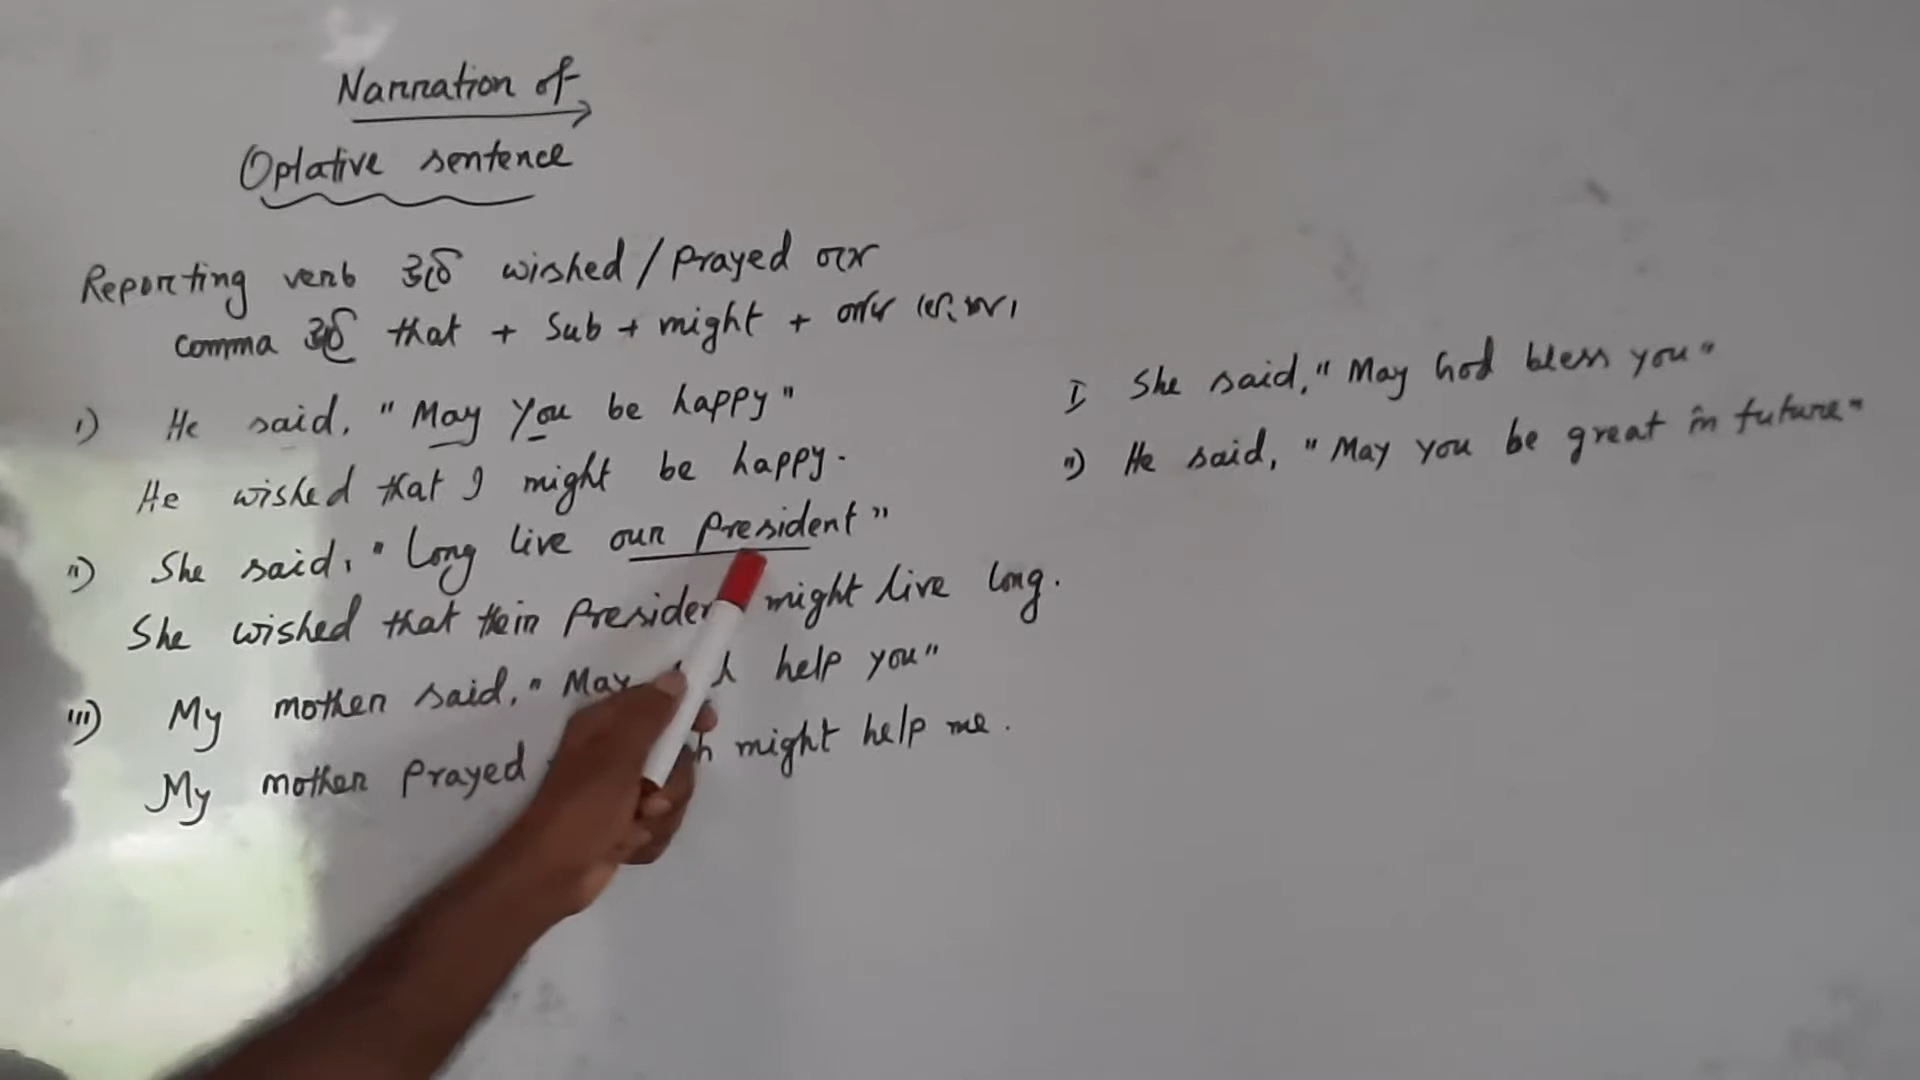 Narration of
Optative sentence
Reporting verb হবে wished / Prayed আর
comma হবে that + Sub + might +
i) He said, "May You be happy"
He wished that I might be happy.
ii) She said, "Long live our President"
She wished that their President might live long.
iii) My mother said, "May help you"
My mother Prayed might help me.
I She said, "May God bless you"
ii) He said, "May you be great in future"